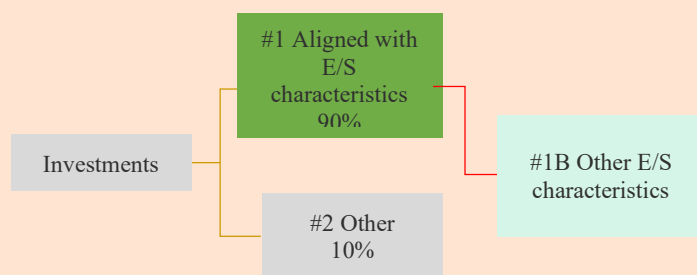 #1 Aligned with
E/S
characteristics
90%
Investments
#1B Other E/S
characteristics
#2 Other
10%